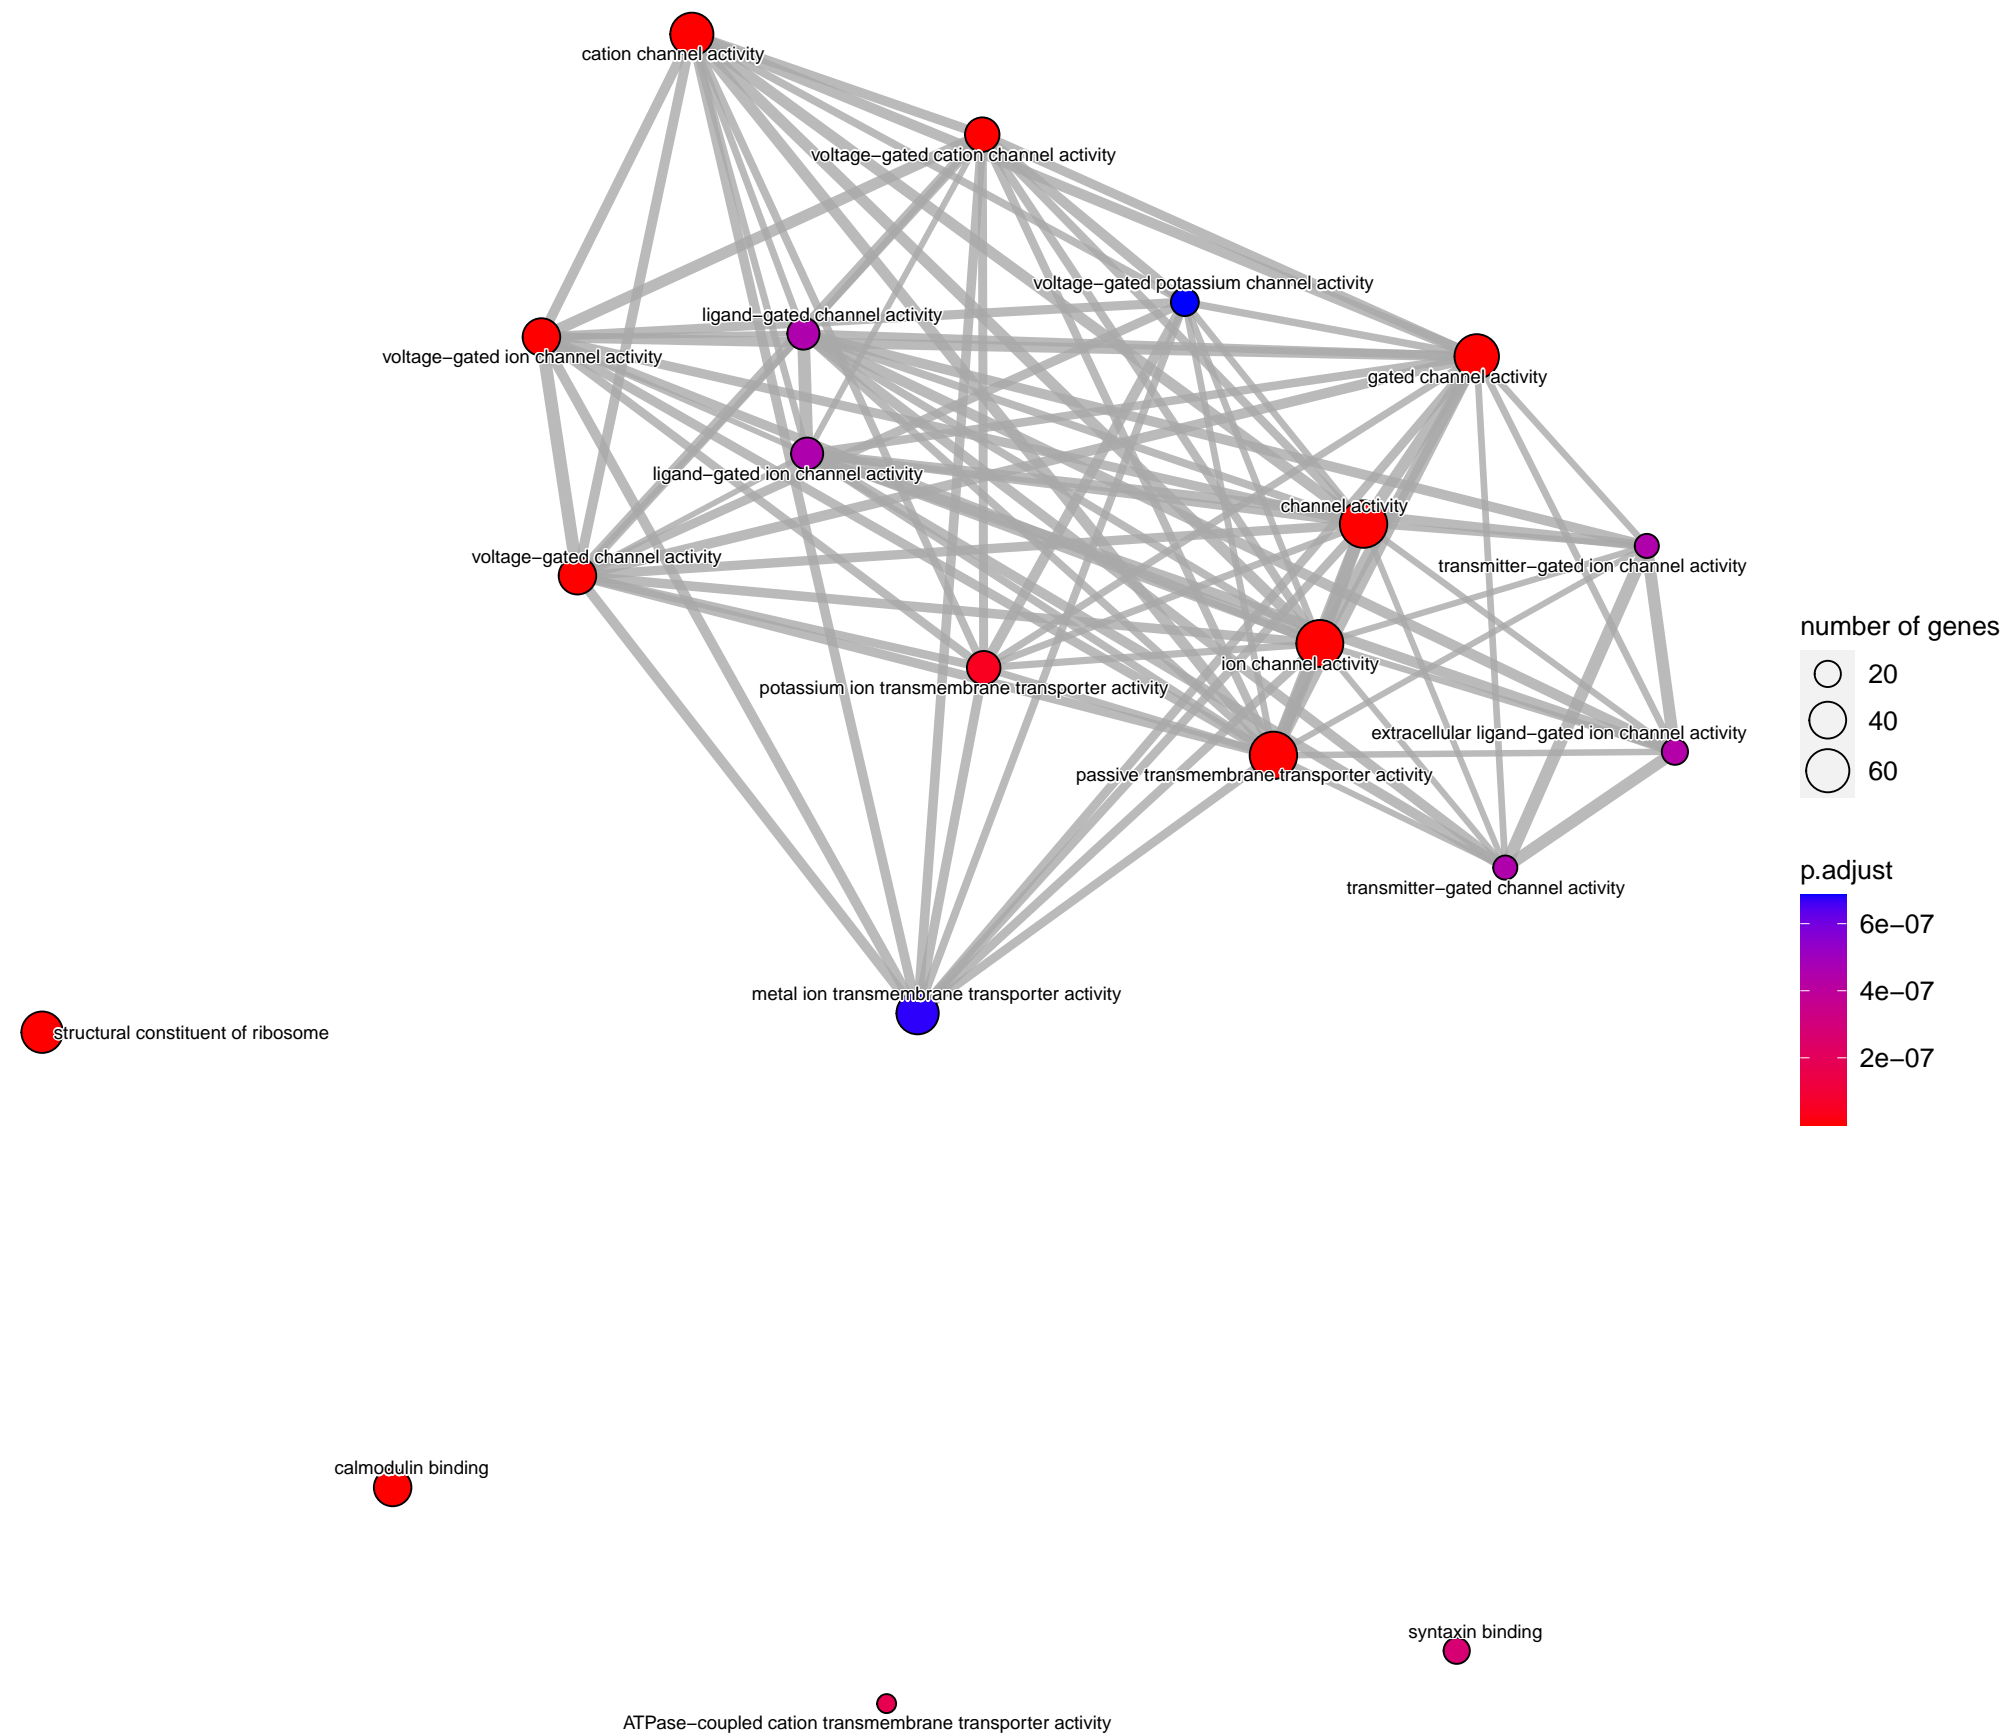 cation channel activity
voltage−gated cation channel activity
voltage−gated potassium channel activity
ligand−gated channel activity
voltage−gated ion channel activity
gated channel activity
ligand−gated ion channel activity
channel activity
voltage−gated channel activity
transmitter−gated ion channel activity
ion channel activity
potassium ion transmembrane transporter activity
extracellular ligand−gated ion channel activity
passive transmembrane transporter activity
transmitter−gated channel activity
metal ion transmembrane transporter activity
structural constituent of ribosome
calmodulin binding
syntaxin binding
ATPase−coupled cation transmembrane transporter activity
number of genes
20
40
60
p.adjust
6e−07
4e−07
2e−07